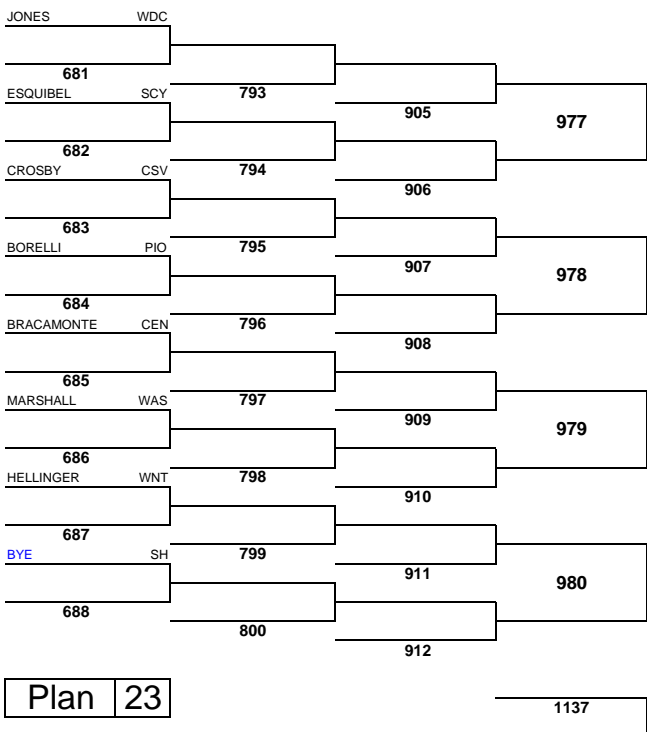 JONES WDC
681
ESQUIBEL SCY 793
905 977
682
CROSBY CSV 794
906
683
BORELLI PIO 795
907 978
684
BRACAMONTE CEN 796
908
685
MARSHALL WAS 797
909 979
686
HELLINGER WNT 798
910
687
BYE SH 799
911 980
688
800
912
Plan 23
1137